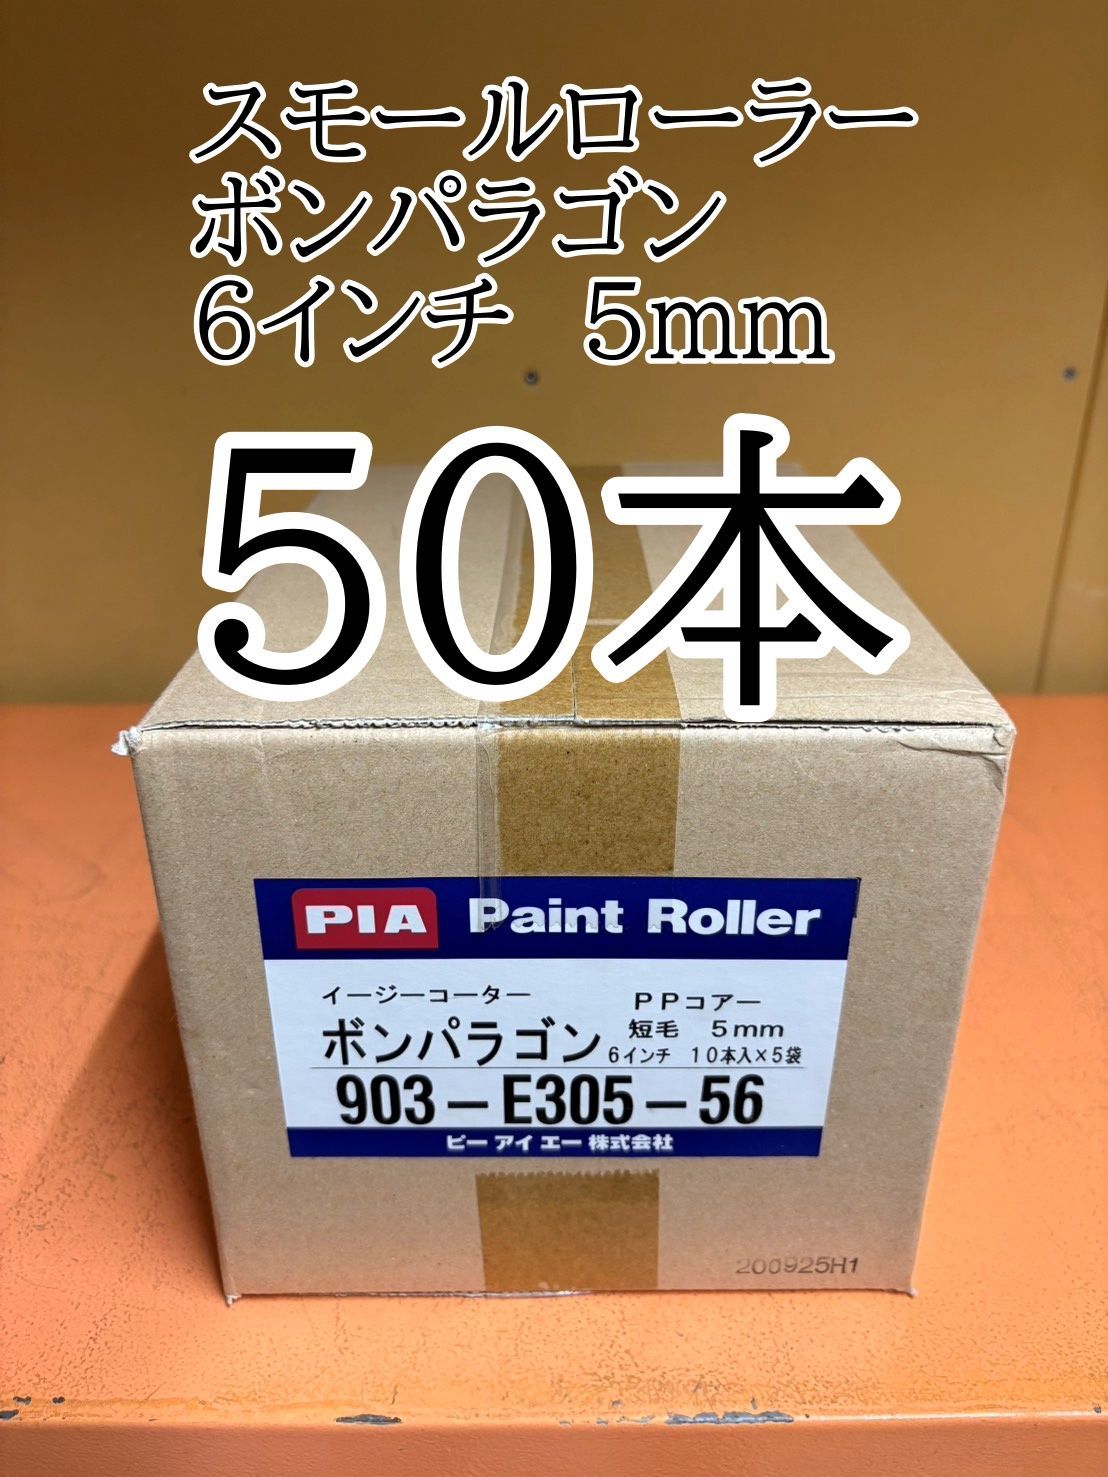 スモールローラー
ボンパラゴン
6インチ　5mm
50本
PIA Paint Roller
イージーコーター
ボンパラゴン
PPコアー
短毛　5mm
6インチ　10本入×5袋
903-E305-56
ピーアイエー株式会社
200925H1